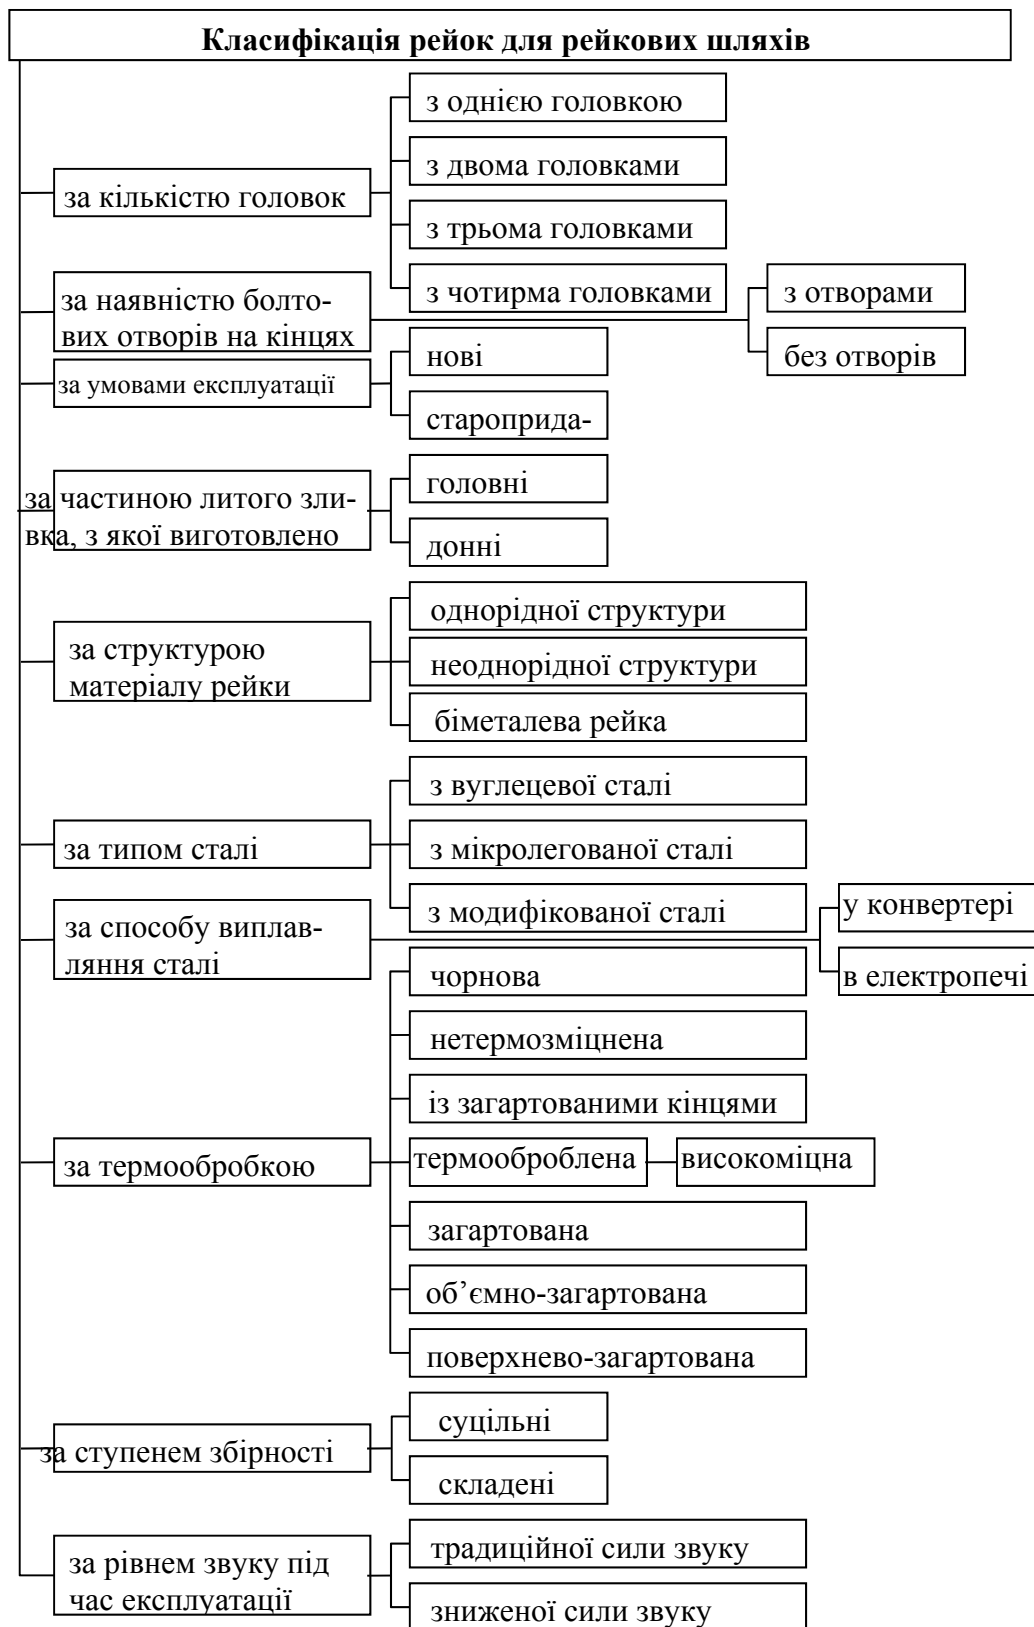 Класифікація рейок для рейкових шляхів
за кількістю головок
з однією головкою
з двома головками
з трьома головками
з чотирма головками
за наявністю болто-
вих отворів на кінцях
з отворами
без отворів
за умовами експлуатації
нові
староприда-
за частиною литого зли-
вка, з якої виготовлено
головні
донні
за структурою
матеріалу рейки
однорідної структури
неоднорідної структури
біметалева рейка
за типом сталі
з вуглецевої сталі
з мікролегованої сталі
з модифікованої сталі
за способу виплав-
ляння сталі
у конвертері
в електропечі
за термообробкою
чорнова
нетермозміцнена
із загартованими кінцями
термооброблена
високоміцна
загартована
об’ємно-загартована
поверхнево-загартована
за ступенем збірності
суцільні
складені
за рівнем звуку під
час експлуатації
традиційної сили звуку
зниженої сили звуку